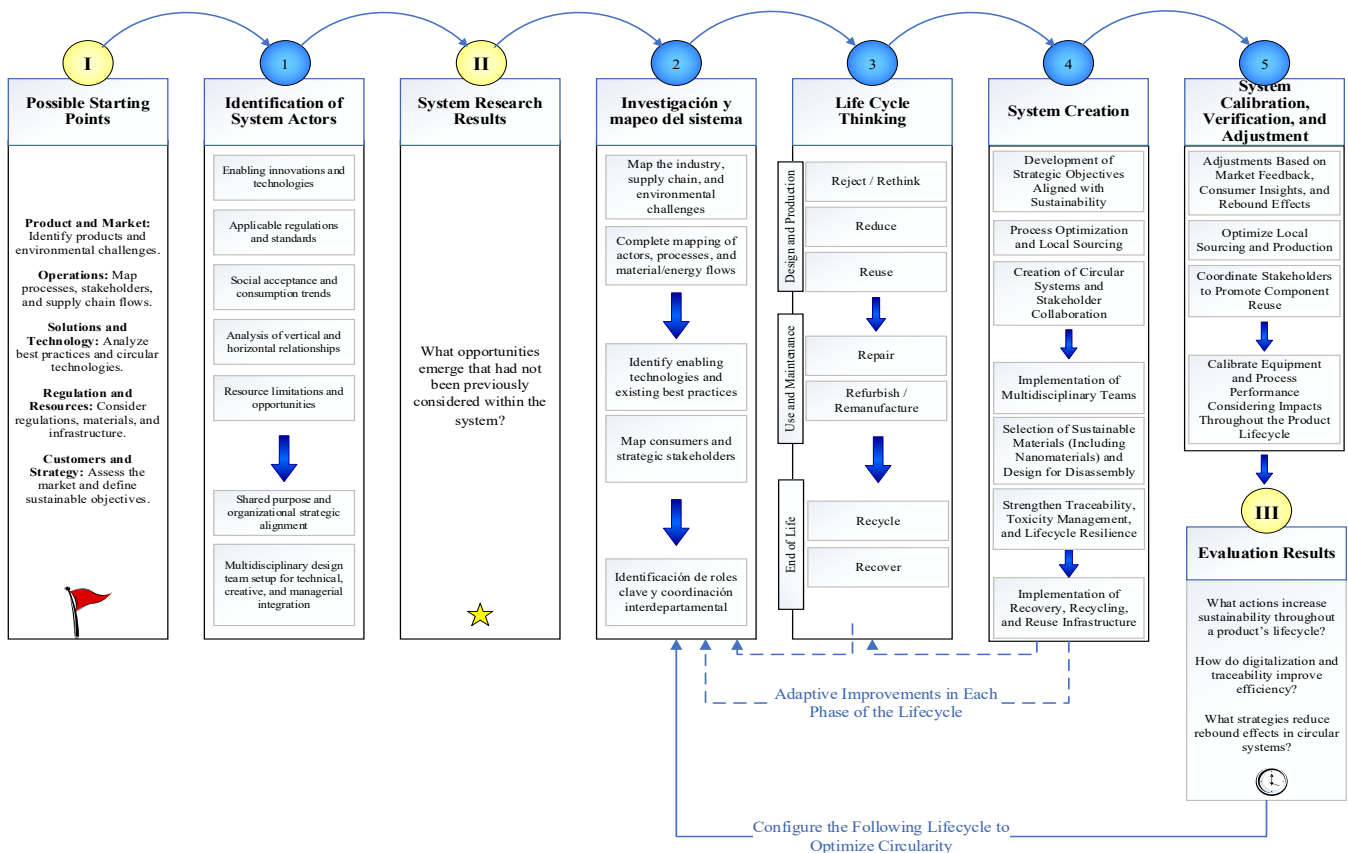 I
Possible Starting
Points
Product and Market:
Identify products and
environmental challenges.
Operations: Map
processes, stakeholders,
and supply chain flows.
Solutions and
Technology: Analyze
best practices and circular
technologies.
Regulation and
Resources: Consider
regulations, materials, and
infrastructure.
Customers and
Strategy: Assess the
market and define
sustainable objectives.
1
Identification of
System Actors
Enabling innovations and
technologies
Applicable regulations
and standards
Social acceptance and
consumption trends
Analysis of vertical and
horizontal relationships
Resource limitations and
opportunities
Shared purpose and
organizational strategic
alignment
Multidisciplinary design
team setup for technical,
creative, and managerial
integration
II
System Research
Results
What opportunities
emerge that had not
been previously
considered within the
system?
2
Investigación y
mapeo del sistema
Map the industry,
supply chain, and
environmental
challenges
Complete mapping of
actors, processes, and
material/energy flows
Identify enabling
technologies and
existing best practices
Map consumers and
strategic stakeholders
Identificación de roles
clave y coordinación
interdepartamental
3
Life Cycle
Thinking
Design and Production
Reject / Rethink
Reduce
Reuse
Use and Maintenance
Repair
Refurbish /
Remanufacture
End of Life
Recycle
Recover
4
System Creation
Development of
Strategic Objectives
Aligned with
Sustainability
Process Optimization
and Local Sourcing
Creation of Circular
Systems and
Stakeholder
Collaboration
Implementation of
Multidisciplinary Teams
Selection of Sustainable
Materials (Including
Nanomaterials) and
Design for Disassembly
Strengthen Traceability,
Toxicity Management,
and Lifecycle Resilience
Implementation of
Recovery, Recycling,
and Reuse Infrastructure
5
System
Calibration,
Verification, and
Adjustment
Adjustments Based on
Market Feedback,
Consumer Insights, and
Rebound Effects
Optimize Local
Sourcing and Production
Coordinate Stakeholders
to Promote Component
Reuse
Calibrate Equipment
and Process
Performance
Considering Impacts
Throughout the Product
Lifecycle
III
Evaluation Results
What actions increase
sustainability throughout
a product's lifecycle?
How do digitalization and
traceability improve
efficiency?
What strategies reduce
rebound effects in circular
systems?
Adaptive Improvements in Each
Phase of the Lifecycle
Configure the Following Lifecycle to
Optimize Circularity